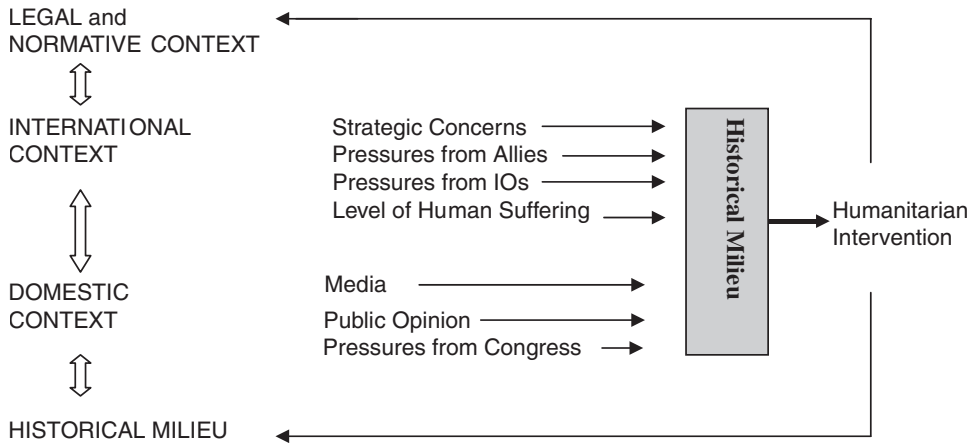 LEGAL and
NORMATIVE CONTEXT
INTERNATIONAL
CONTEXT
DOMESTIC
CONTEXT
HISTORICAL MILIEU
Strategic Concerns
Pressures from Allies
Pressures from IOs
Level of Human Suffering
Media
Public Opinion
Pressures from Congress
Historical Milieu
Humanitarian
Intervention